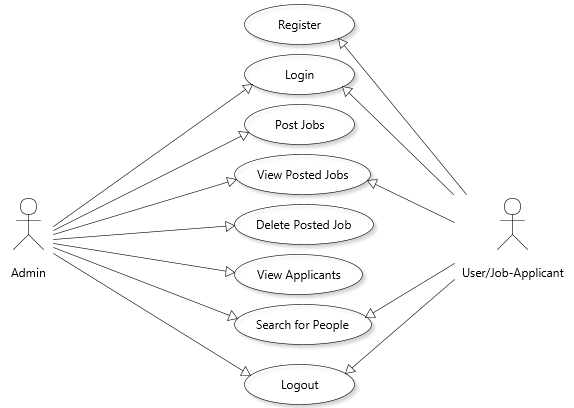 Register
Login
Post Jobs
View Posted Jobs
Delete Posted Job
Admin
View Applicants
User/Job-Applicant
Search for People
Logout